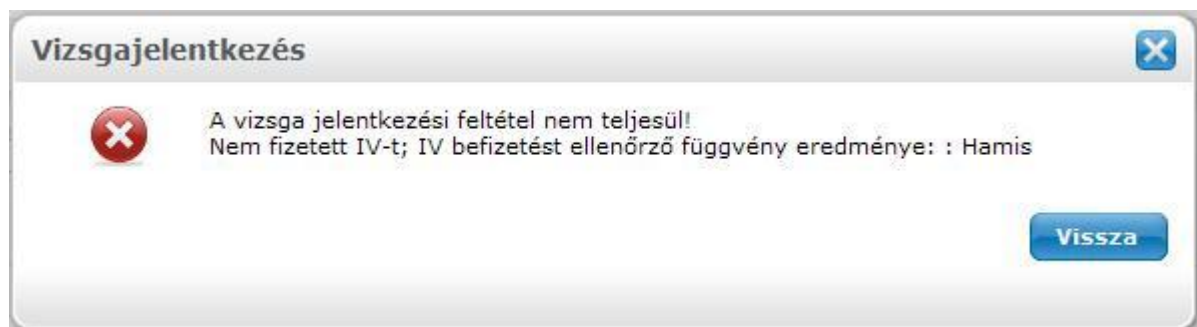 Vizsgajelentkezés
A vizsga jelentkezési feltétel nem teljesül!
Nem fizetett IV-t; IV befizetést ellenőrző függvény eredménye: : Hamis
Vissza